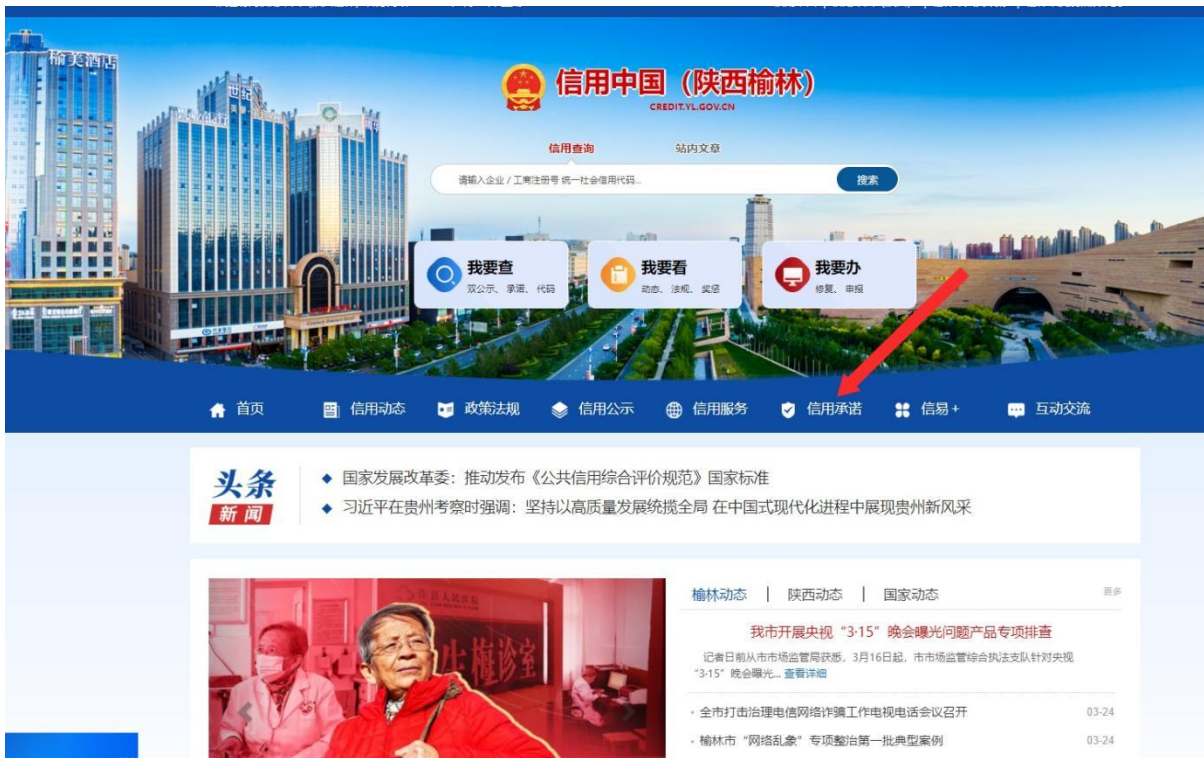 榆美酒店
世纪
信用中国（陕西榆林）
CREDIT.YL.GOV.CN
信用查询 站内文章
请输入企业 / 工商注册号 统一社会信用代码... 搜索
我要查 我要看 我要办
双公示、承诺、代码 动态、法规、奖惩 修复、申报
首页 信用动态 政策法规 信用公示 信用服务 信用承诺 信易+ 互动交流
头条
新闻
国家发展改革委：推动发布《公共信用综合评价规范》国家标准
习近平在贵州考察时强调：坚持以高质量发展统揽全局 在中国式现代化进程中展现贵州新风采
榆林动态 | 陕西动态 | 国家动态 更多
我市开展央视“3·15”晚会曝光问题产品专项排查
记者日前从市市场监管局获悉，3月16日起，市市场监管综合执法支队针对央视
“3·15”晚会曝光... 查看详细
全市打击治理电信网络诈骗工作电视电话会议召开 03-24
榆林市“网络乱象”专项整治第一批典型案例 03-24